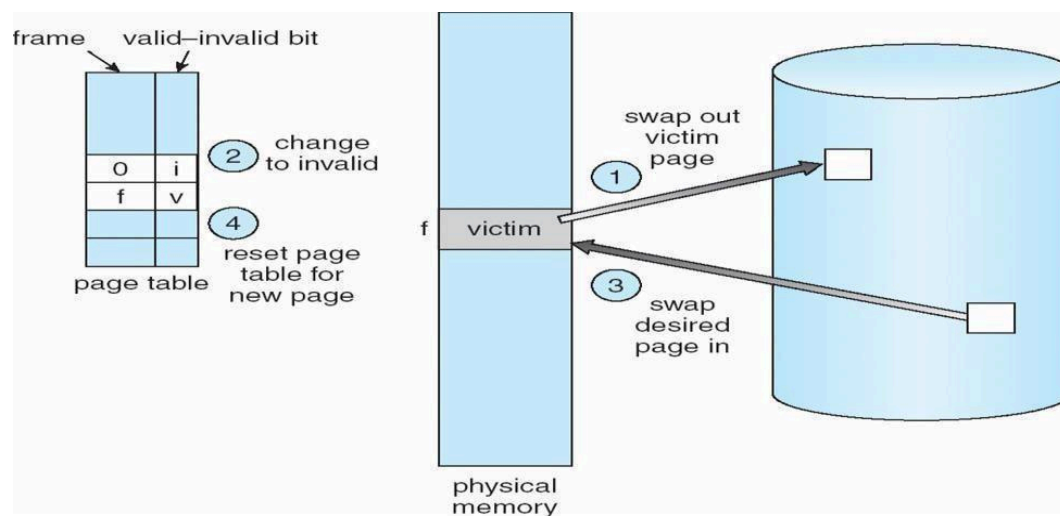 frame valid–invalid bit
0 i
f v
page table
2 change
to invalid
4
reset page
table for
new page
f victim
physical
memory
swap out
victim
page
1
3
swap
desired
page in